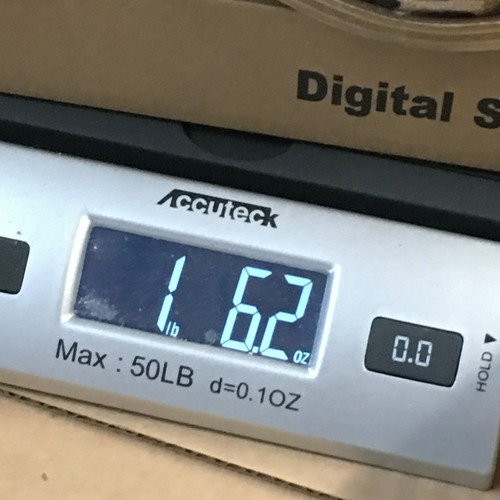 Digital S
ACCUTECK
1 lb 6.2 oz
0.0
HOLD
Max : 50LB d=0.1OZ